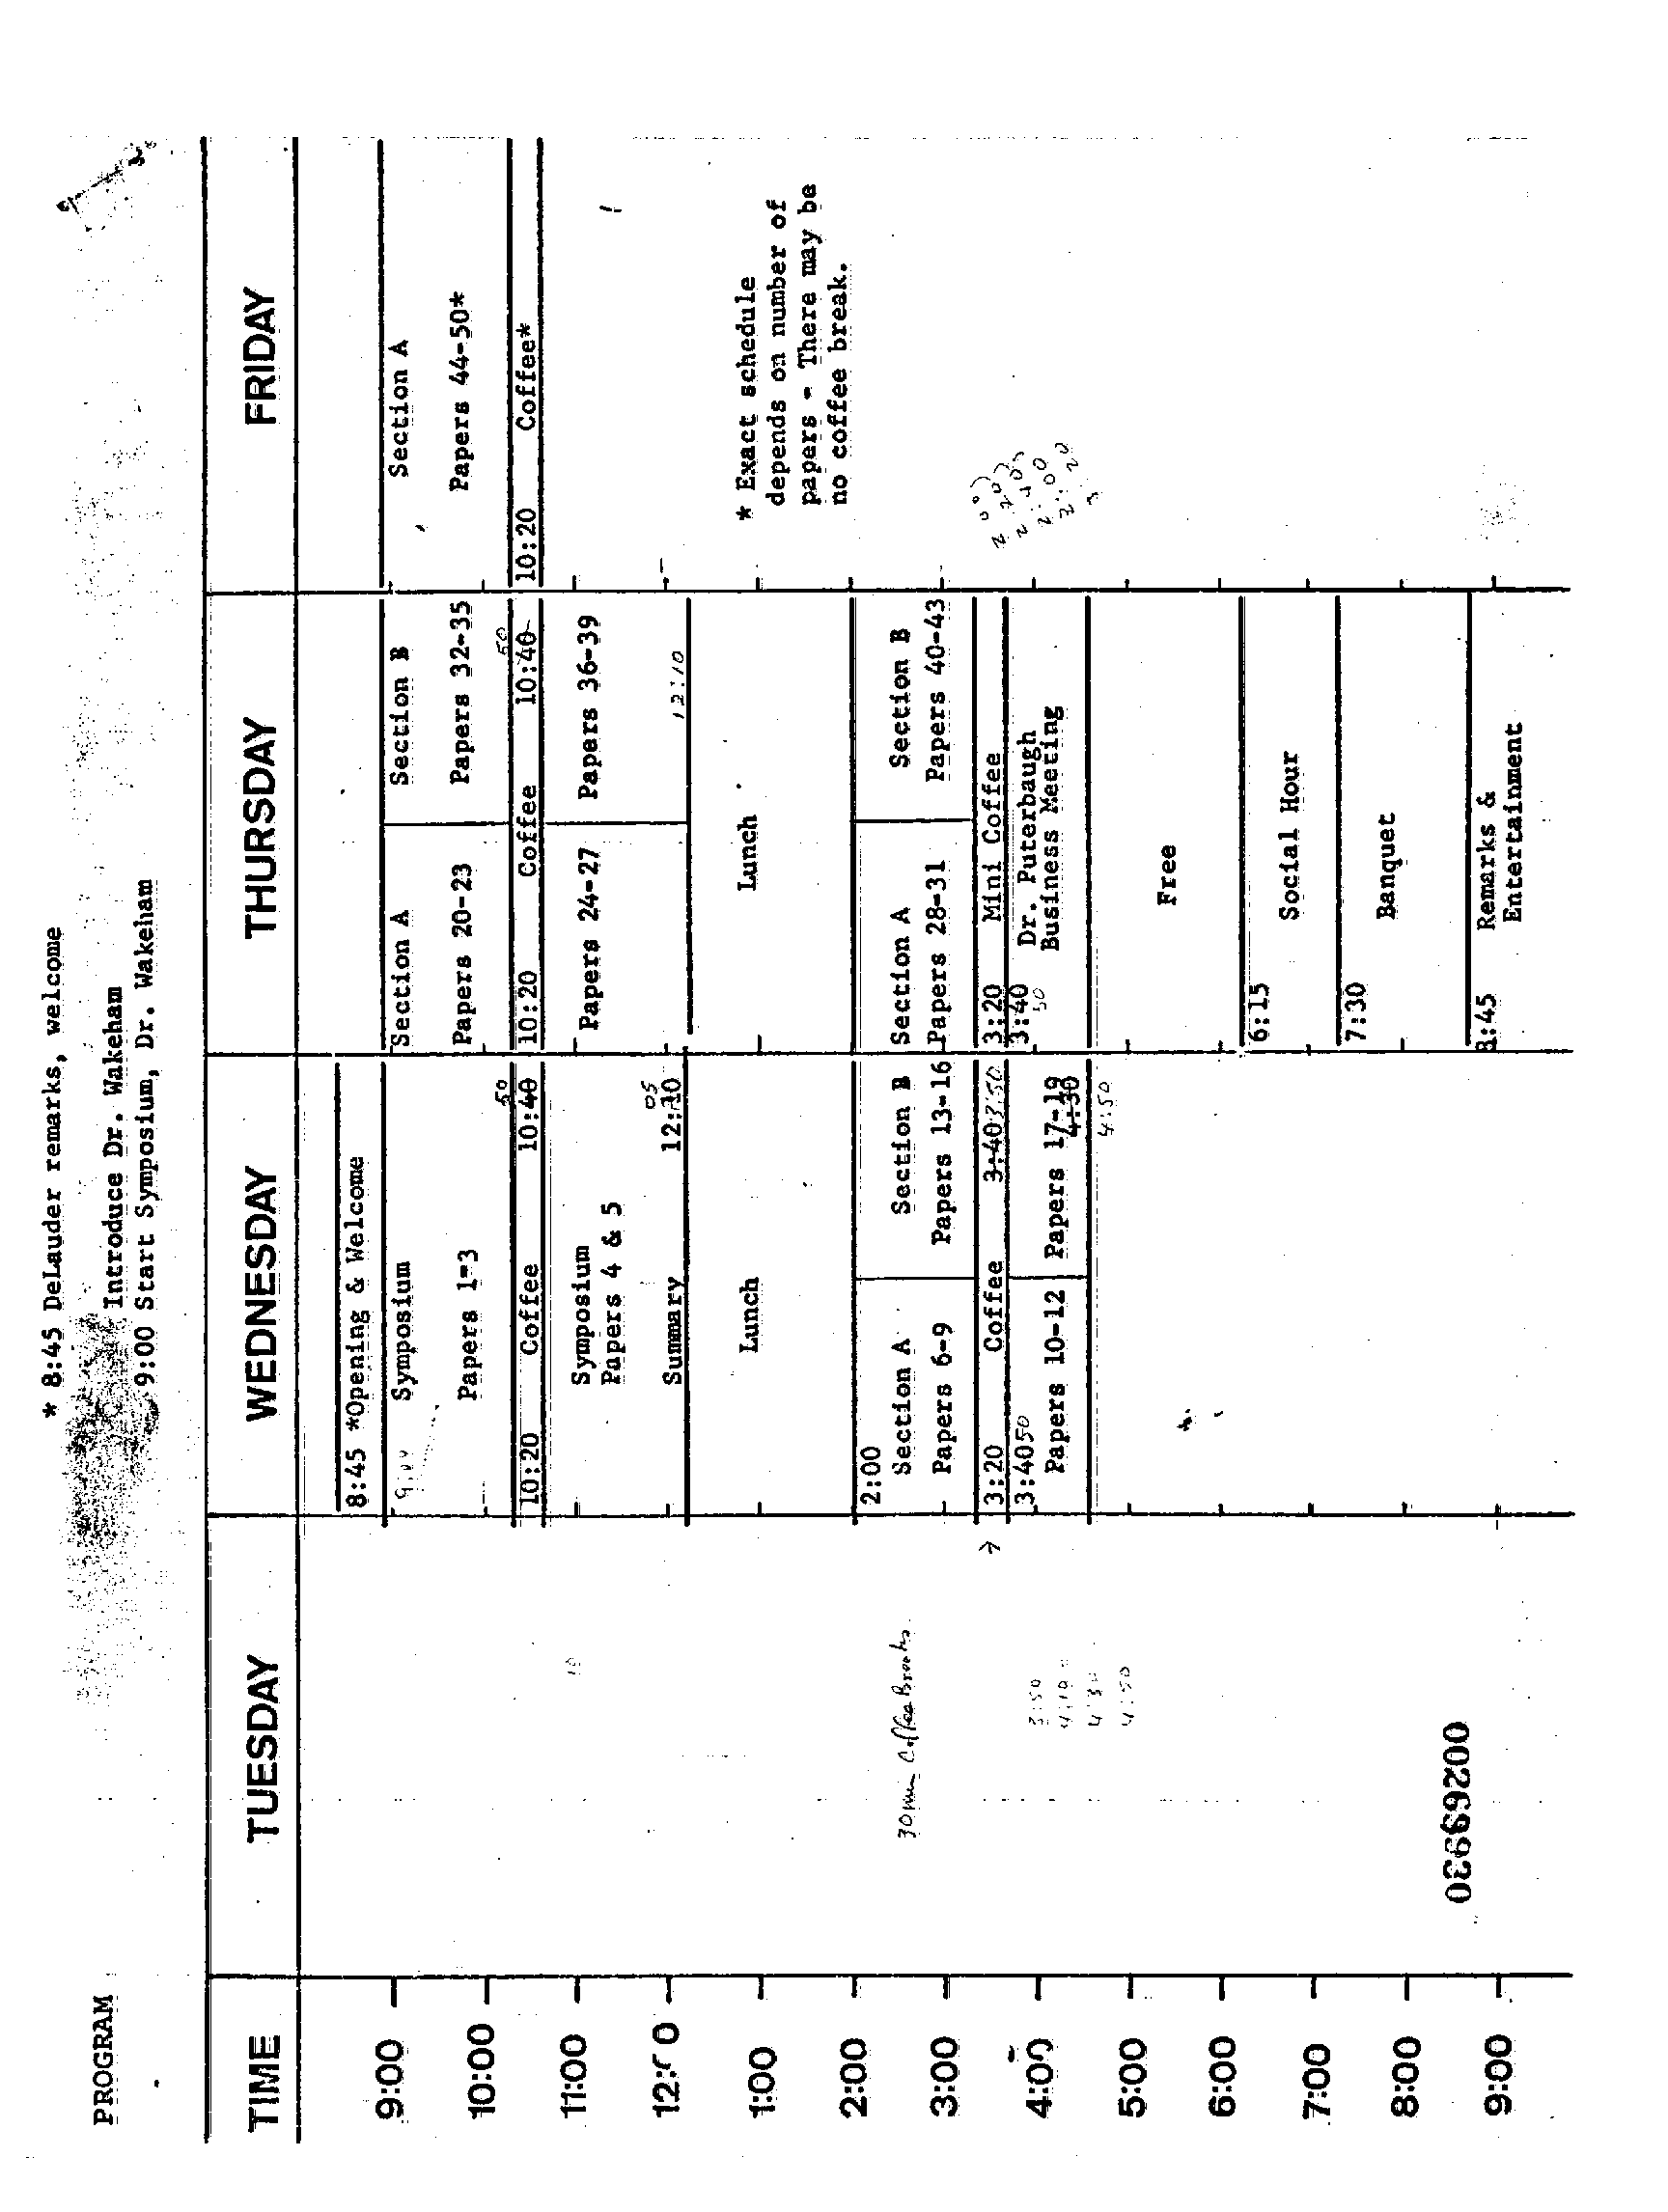 PROGRAM
* 8:45 DeLauder remarks, welcome
Introduce Dr. Wakeham
9:00 Start Symposium, Dr. Wakeham
TIME
TUESDAY
WEDNESDAY
THURSDAY
FRIDAY
9:00
10:00
11:00
1:00
2:00
3:00
4:00
5:00
6:00
7:00
8:00
9:00
30 min Coffee Breaks
3:50
4:10
4:30
4:50
00269930
8:45 *Opening & Welcome
Symposium
Papers 1-3
50
10:20 Coffee 10:40
Symposium
Papers 4 & 5
05
Summary 12:10
Lunch
2:00
Section A Section B
Papers 6-9 Papers 13-16
3:20 Coffee 3:40 3:50
3:40 50
Papers 10-12 Papers 17-19
4:30
4:50
Section A Section B
Papers 20-23 Papers 32-35
50
10:20 Coffee 10:40
Papers 24-27 Papers 36-39
12:10
Lunch
Section A Section B
Papers 28-31 Papers 40-43
3:20 Mini Coffee
3:40 Dr. Puterbaugh
50 Business Meeting
Free
6:15
Social Hour
7:30
Banquet
8:45 Remarks &
Entertainment
Section A
Papers 44-50*
10:20 Coffee*
* Exact schedule
depends on number of
papers - There may be
no coffee break.